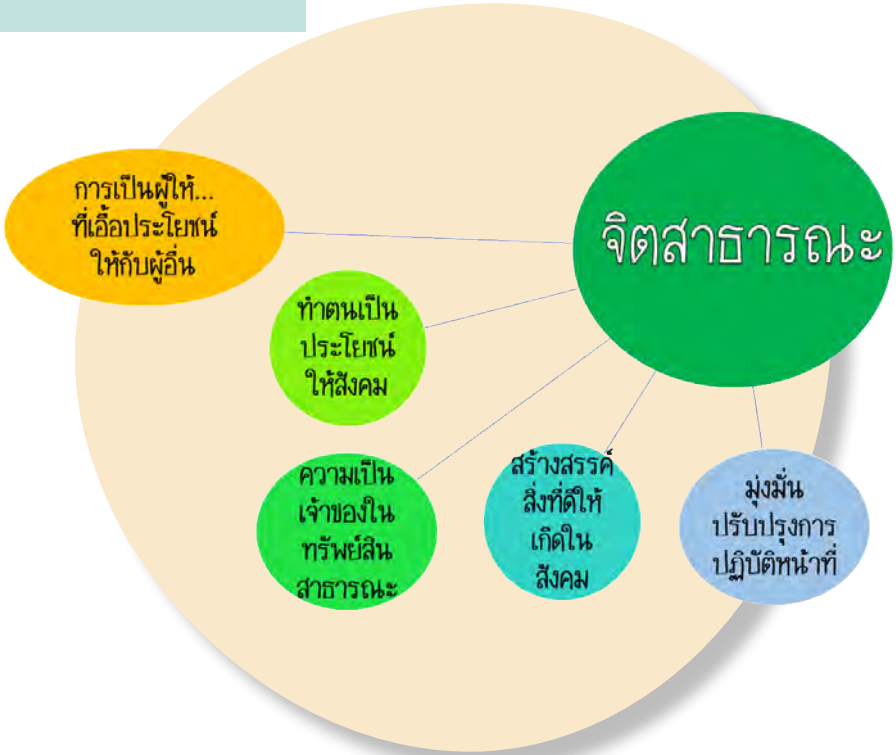 จิตสาธารณะ
การเป็นผู้ให้...
ที่เอื้อประโยชน์
ให้กับผู้อื่น
ทำตนเป็น
ประโยชน์
ให้สังคม
ความเป็น
เจ้าของใน
ทรัพย์สิน
สาธารณะ
สร้างสรรค์
สิ่งที่ดีให้
เกิดใน
สังคม
มุ่งมั่น
ปรับปรุงการ
ปฏิบัติหน้าที่